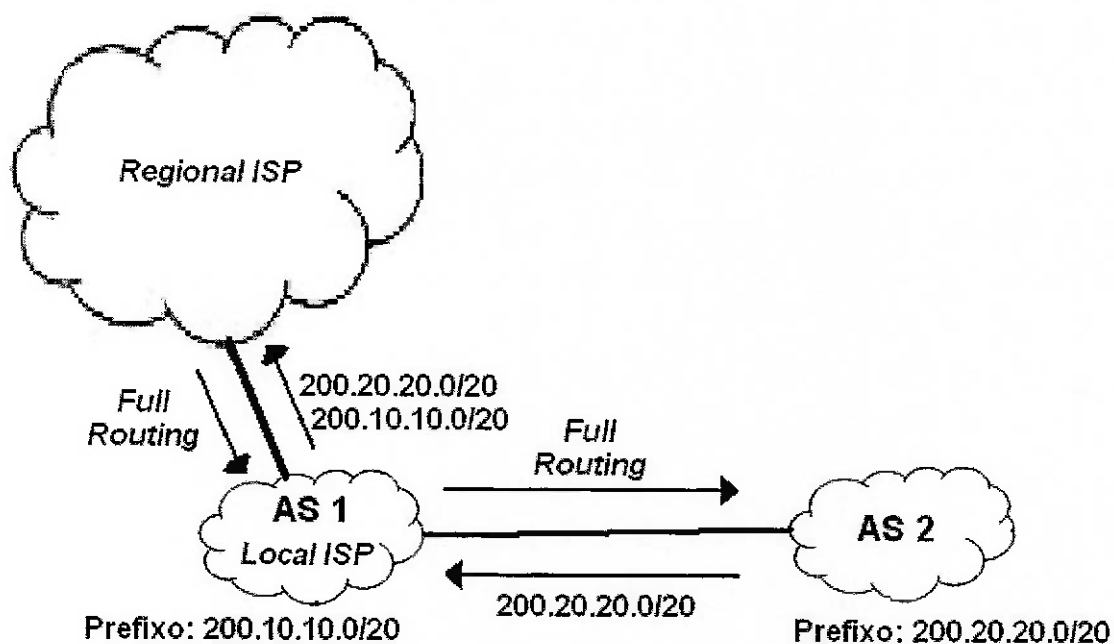 Regional ISP
200.20.20.0/20
200.10.10.0/20
Full
Routing
Full
Routing
AS 1
Local ISP
AS 2
200.20.20.0/20
Prefixo: 200.10.10.0/20
Prefixo: 200.20.20.0/20